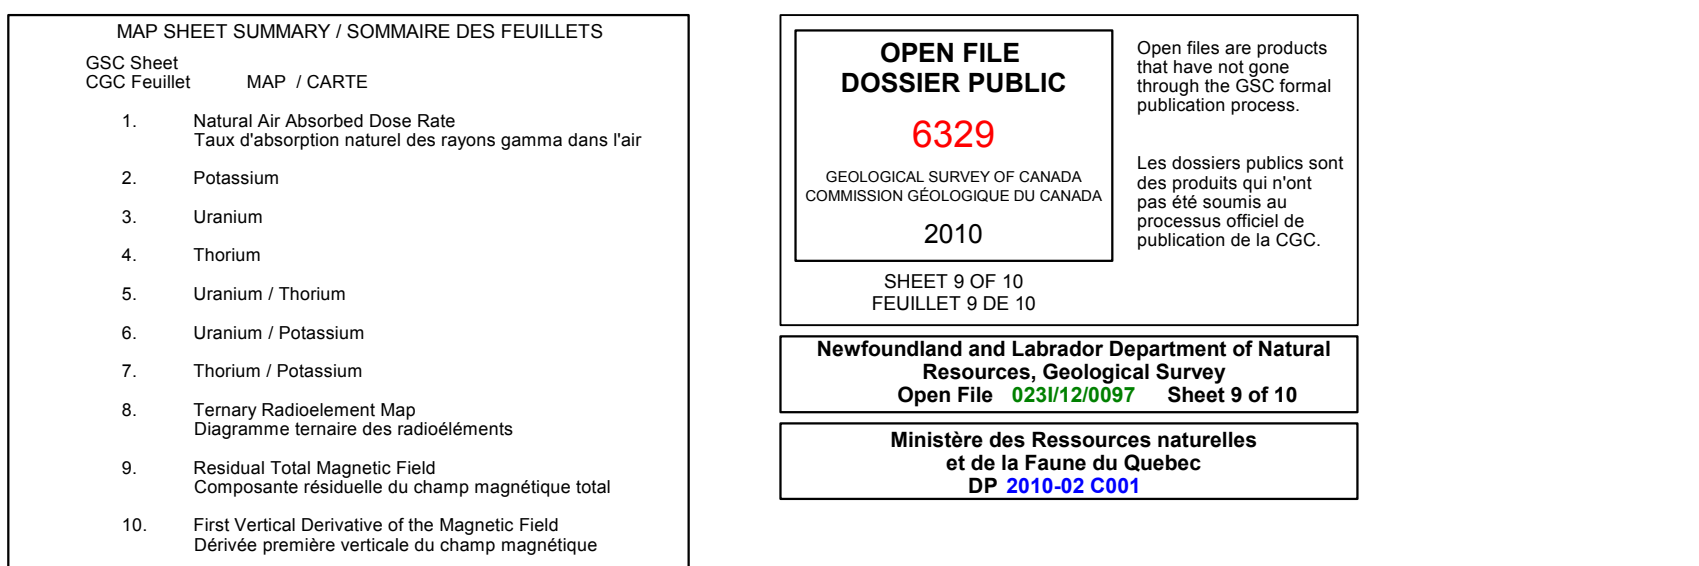 MAP SHEET SUMMARY / SOMMAIRE DES FEUILLETS
GSC Sheet
CGC Feuillet MAP / CARTE
1. Natural Air Absorbed Dose Rate
Taux d'absorption naturel des rayons gamma dans l'air
2. Potassium
3. Uranium
4. Thorium
5. Uranium / Thorium
6. Uranium / Potassium
7. Thorium / Potassium
8. Ternary Radioelement Map
Diagramme ternaire des radioéléments
9. Residual Total Magnetic Field
Composante résiduelle du champ magnétique total
10. First Vertical Derivative of the Magnetic Field
Dérivée première verticale du champ magnétique
OPEN FILE
DOSSIER PUBLIC
6329
GEOLOGICAL SURVEY OF CANADA
COMMISSION GÉOLOGIQUE DU CANADA
2010
SHEET 9 OF 10
FEUILLET 9 DE 10
Open files are products
that have not gone
through the GSC formal
publication process.
Les dossiers publics sont
des produits qui n'ont
pas été soumis au
processus officiel de
publication de la CGC.
Newfoundland and Labrador Department of Natural
Resources, Geological Survey
Open File 023I/12/0097 Sheet 9 of 10
Ministère des Ressources naturelles
et de la Faune du Quebec
DP 2010-02 C001